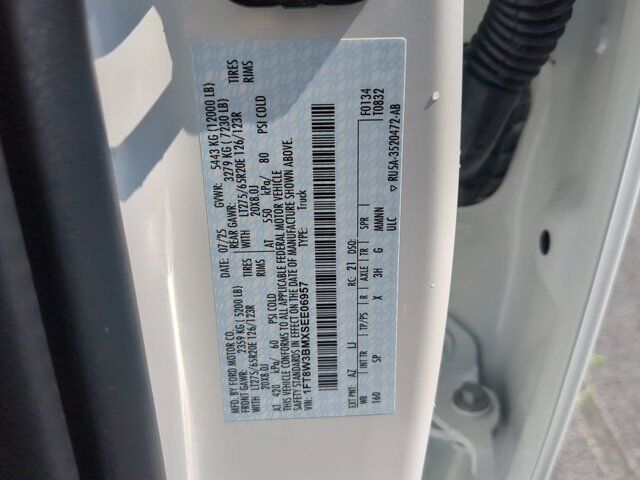 MFD. BY FORD MOTOR CO.
DATE: 07/25 GVWR: 5443 KG (12000 LB)
FRONT GAWR: 2359 KG (5200 LB) REAR GAWR: 3279 KG (7230 LB)
LT275/65R20E 126/123R WITH LT275/65R20E 126/123R TIRES
20X8.0J RIMS 20X8.0J RIMS
AT 420 kPa/ 60 PSI COLD AT 550 kPa/ 80 PSI COLD
THIS VEHICLE CONFORMS TO ALL APPLICABLE FEDERAL MOTOR VEHICLE
SAFETY STANDARDS IN EFFECT ON THE DATE OF MANUFACTURE SHOWN ABOVE.
VIN: 1FT8W3BMXSEE06957 TYPE: Truck
EXT PNT: AZ LJ RC: 21 DSO: F0134
WB INT TR TP/PS R AXLE TR SPR T0832
160 SP X 3H G MMMNN
ULC
▽ RU5A-3520472-AB